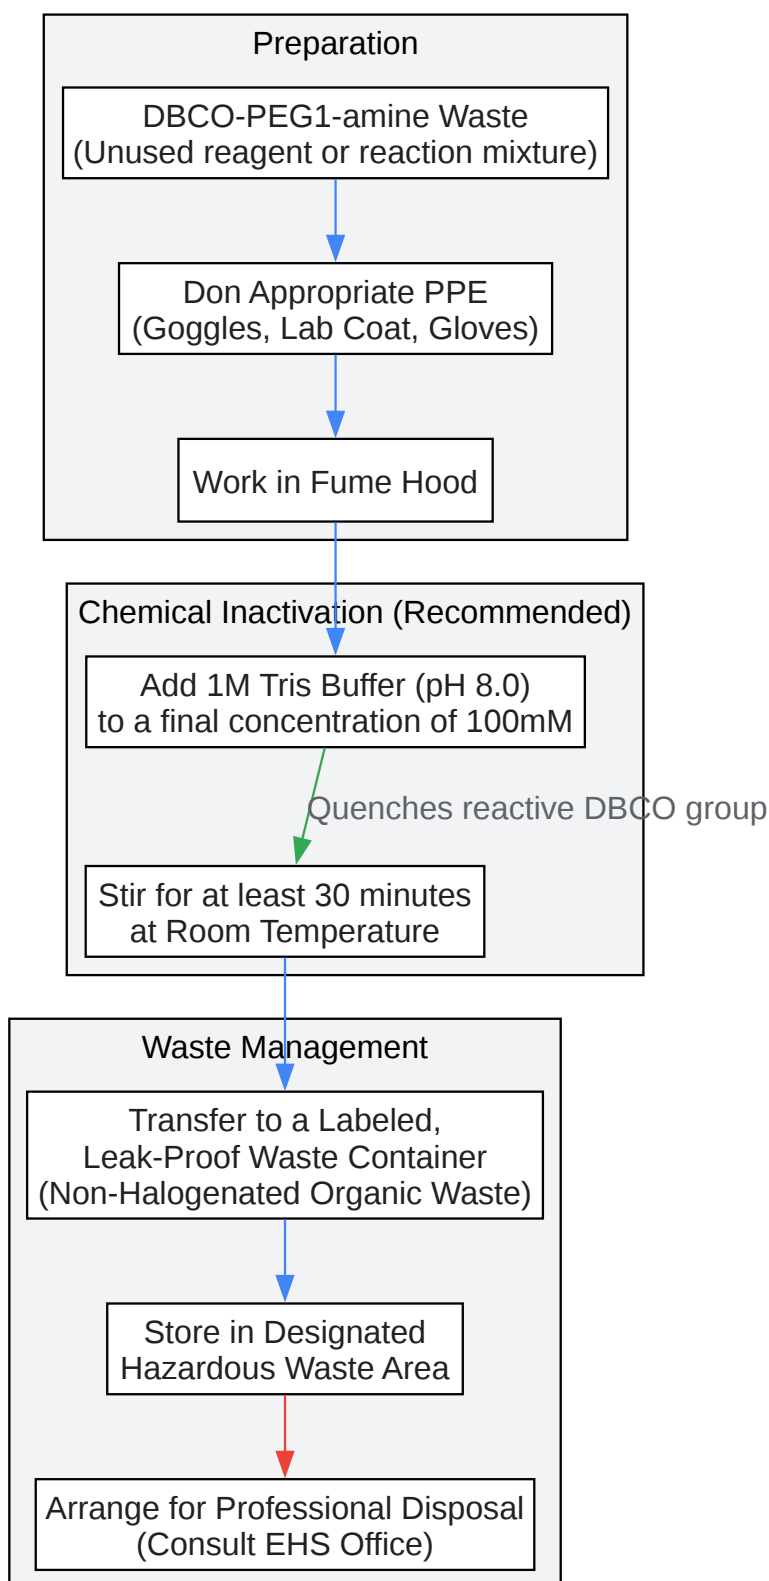 Preparation
DBCO-PEG1-amine Waste
(Unused reagent or reaction mixture)
Don Appropriate PPE
(Goggles, Lab Coat, Gloves)
Work in Fume Hood
Chemical Inactivation (Recommended)
Add 1M Tris Buffer (pH 8.0)
to a final concentration of 100mM
Quenches reactive DBCO group
Stir for at least 30 minutes
at Room Temperature
Waste Management
Transfer to a Labeled,
Leak-Proof Waste Container
(Non-Halogenated Organic Waste)
Store in Designated
Hazardous Waste Area
Arrange for Professional Disposal
(Consult EHS Office)